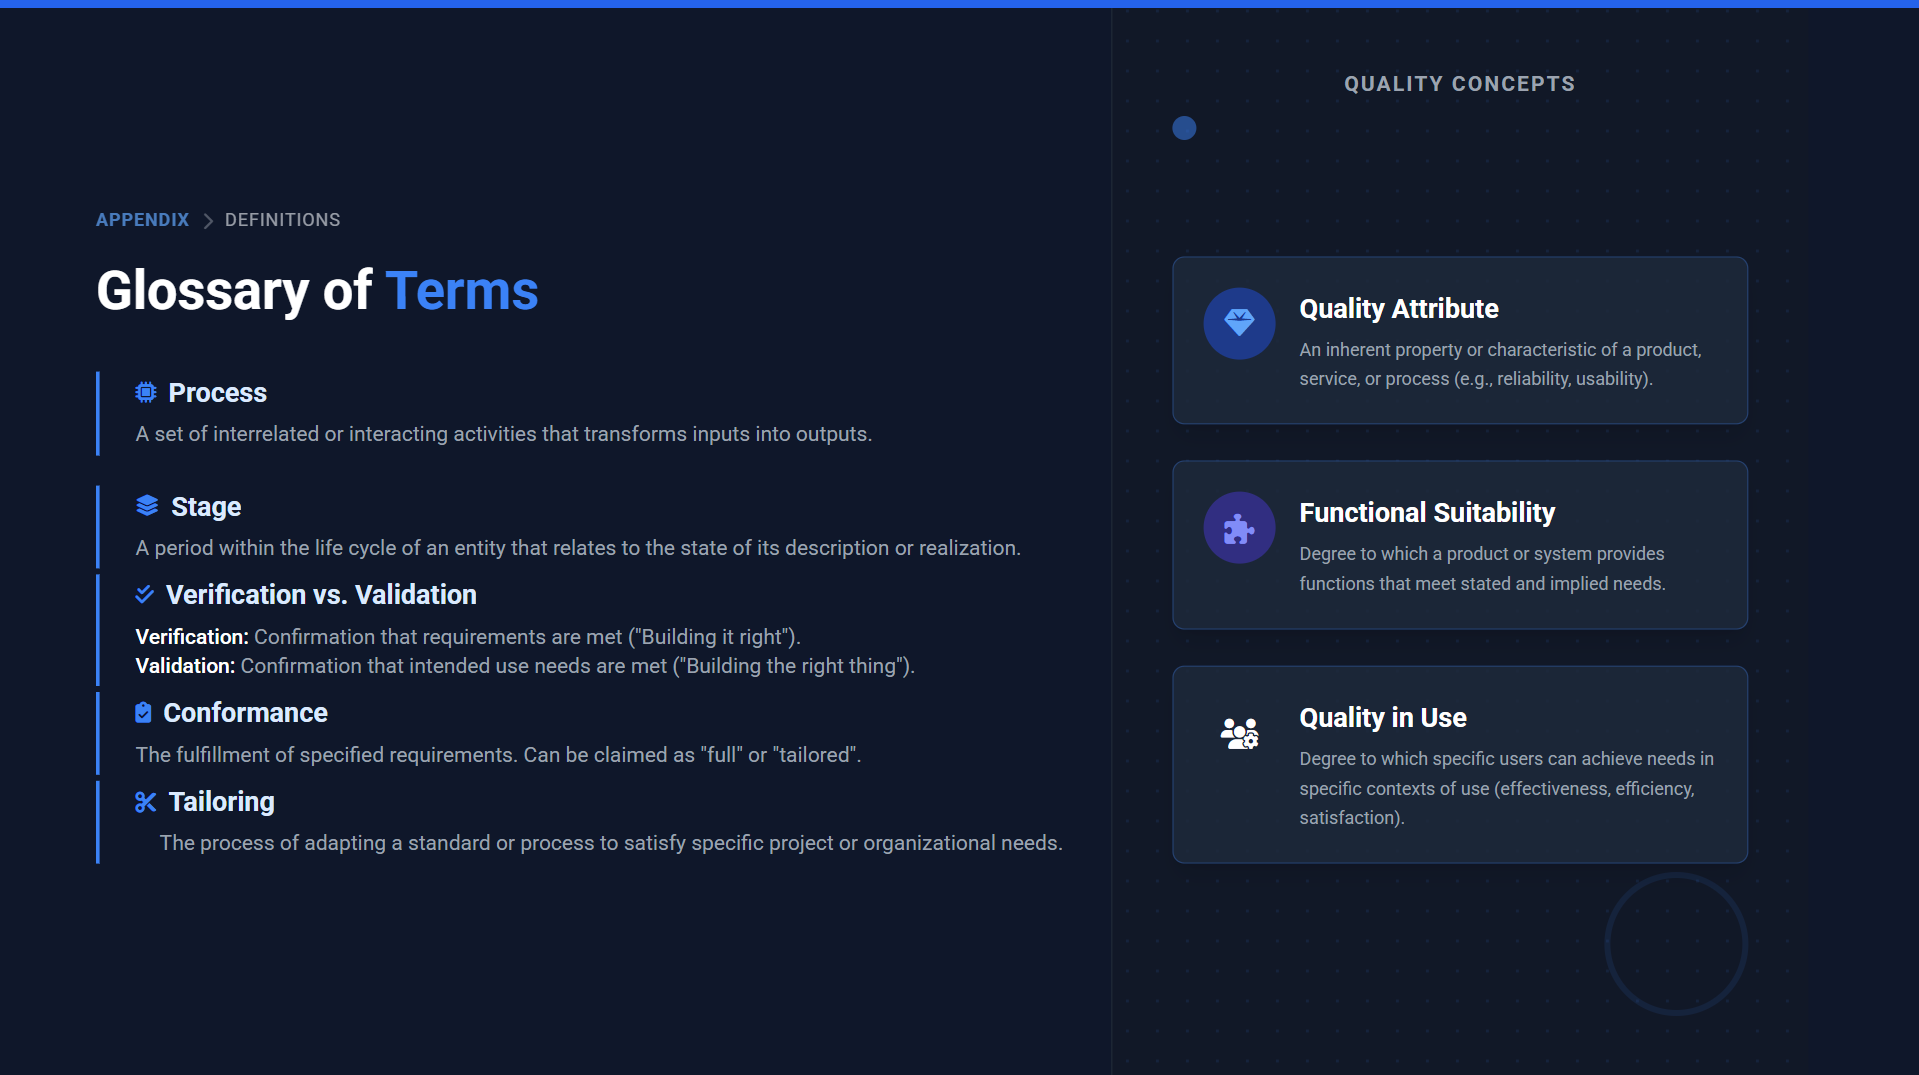 APPENDIX > DEFINITIONS
Glossary of Terms
Process
A set of interrelated or interacting activities that transforms inputs into outputs.
Stage
A period within the life cycle of an entity that relates to the state of its description or realization.
Verification vs. Validation
Verification: Confirmation that requirements are met ("Building it right").
Validation: Confirmation that intended use needs are met ("Building the right thing").
Conformance
The fulfillment of specified requirements. Can be claimed as "full" or "tailored".
Tailoring
The process of adapting a standard or process to satisfy specific project or organizational needs.
QUALITY CONCEPTS
Quality Attribute
An inherent property or characteristic of a product,
service, or process (e.g., reliability, usability).
Functional Suitability
Degree to which a product or system provides
functions that meet stated and implied needs.
Quality in Use
Degree to which specific users can achieve needs in
specific contexts of use (effectiveness, efficiency,
satisfaction).